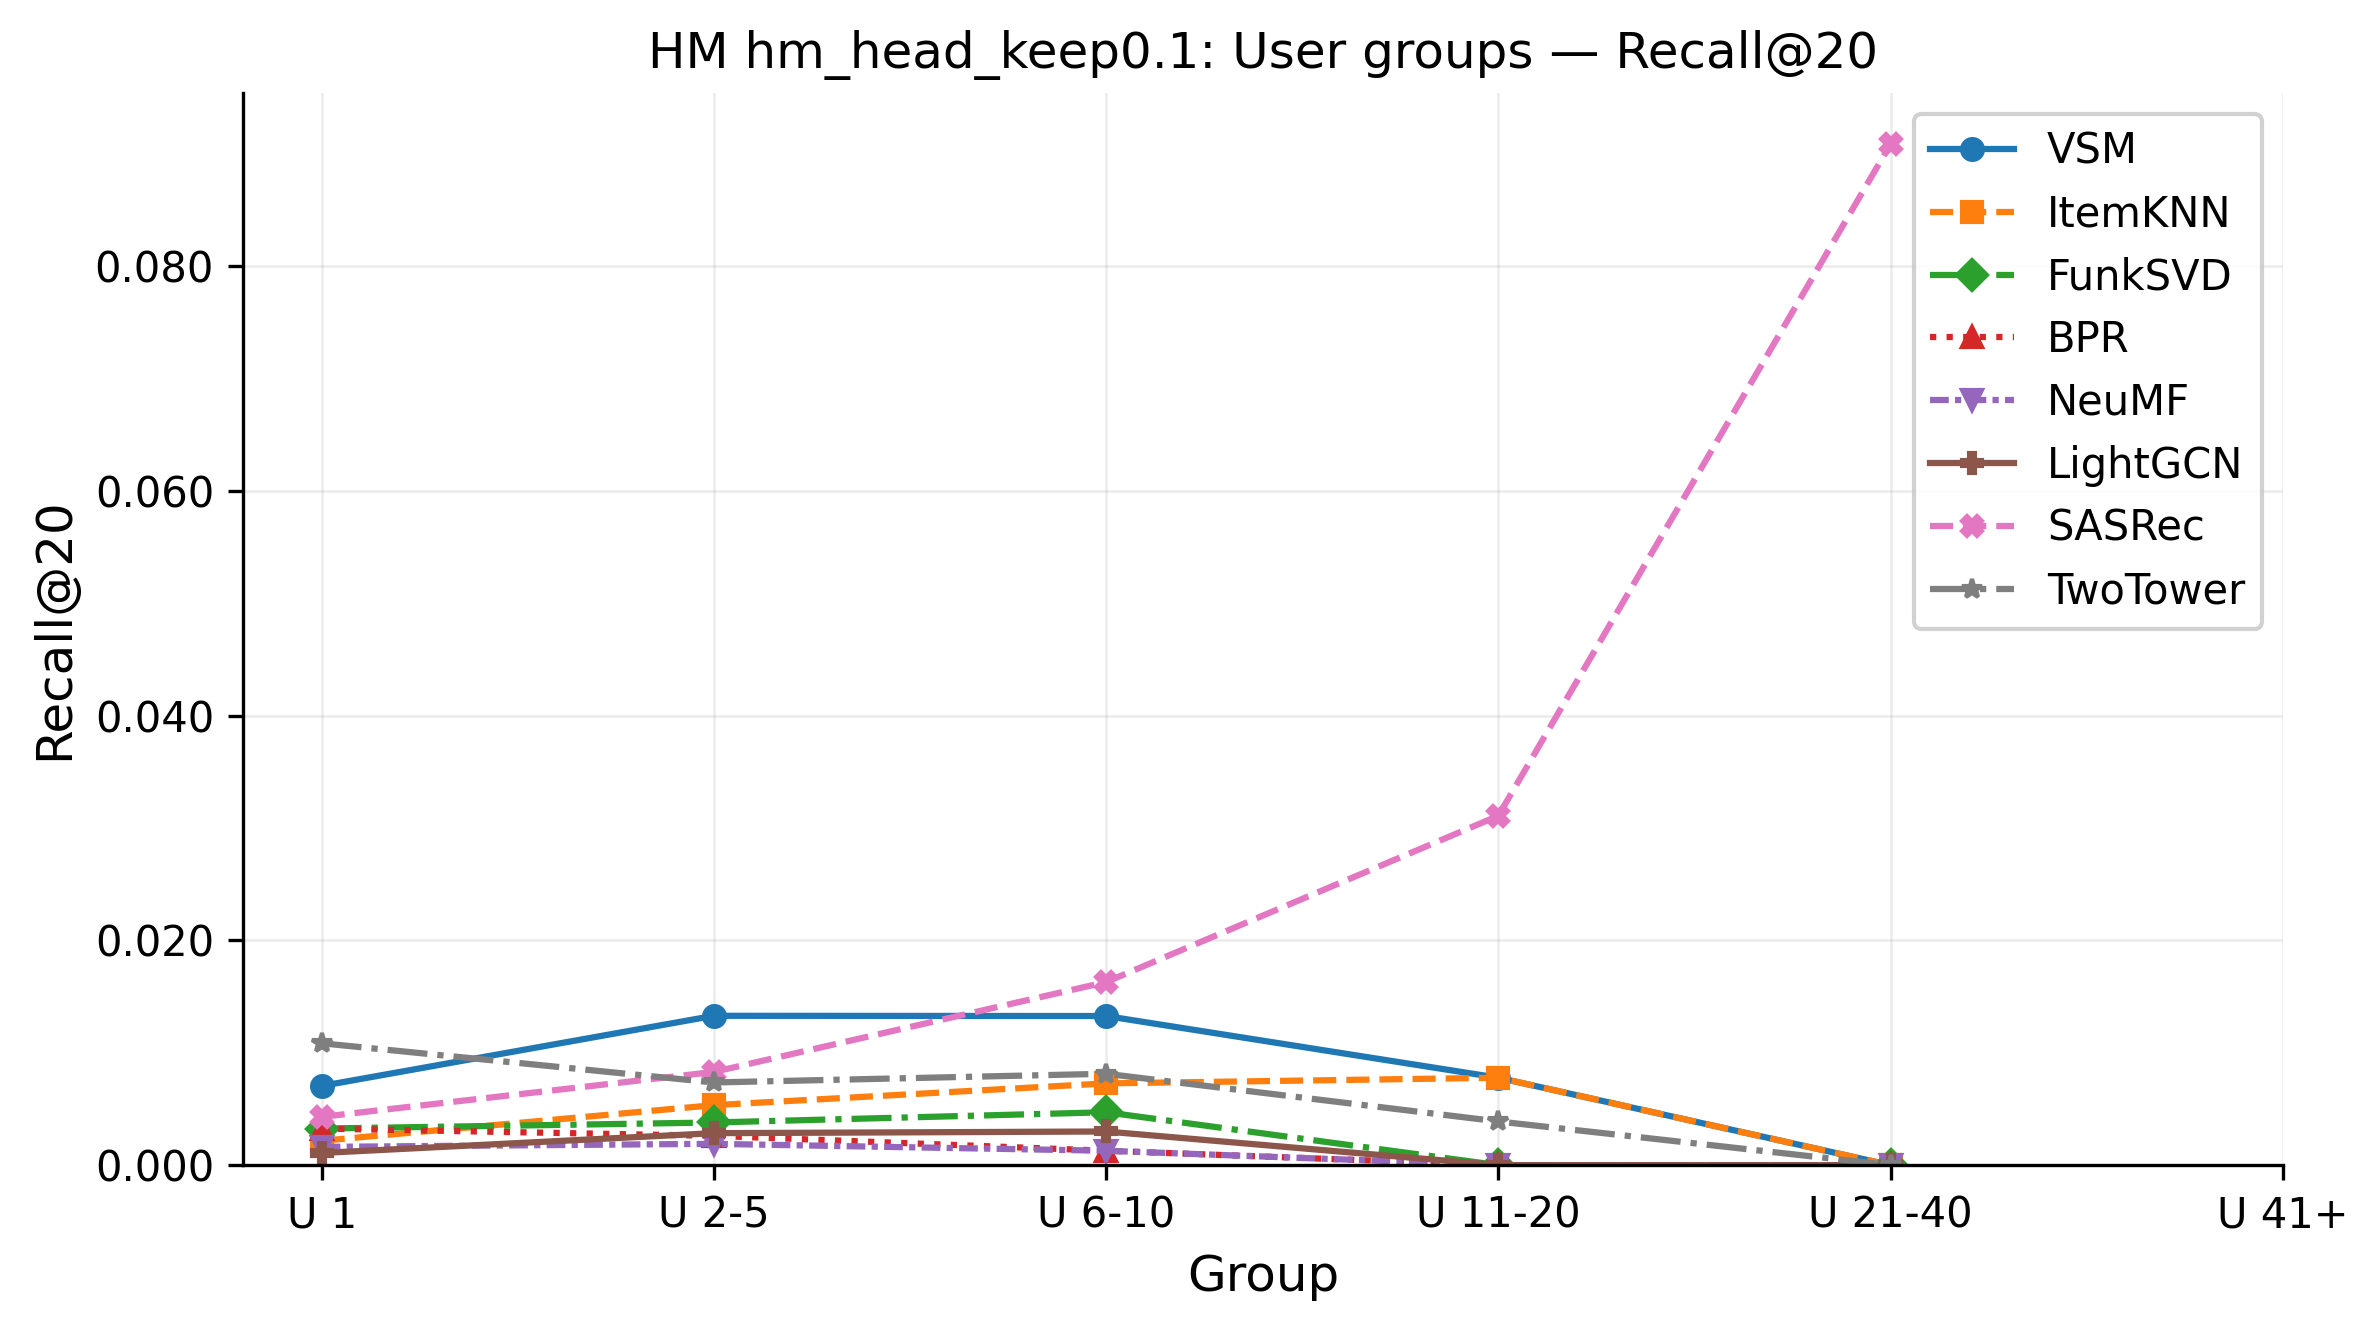 HM hm_head_keep0.1: User groups — Recall@20
Recall@20
0.080
0.060
0.040
0.020
0.000
U 1
U 2-5
U 6-10
U 11-20
U 21-40
U 41+
Group
VSM
ItemKNN
FunkSVD
BPR
NeuMF
LightGCN
SASRec
TwoTower